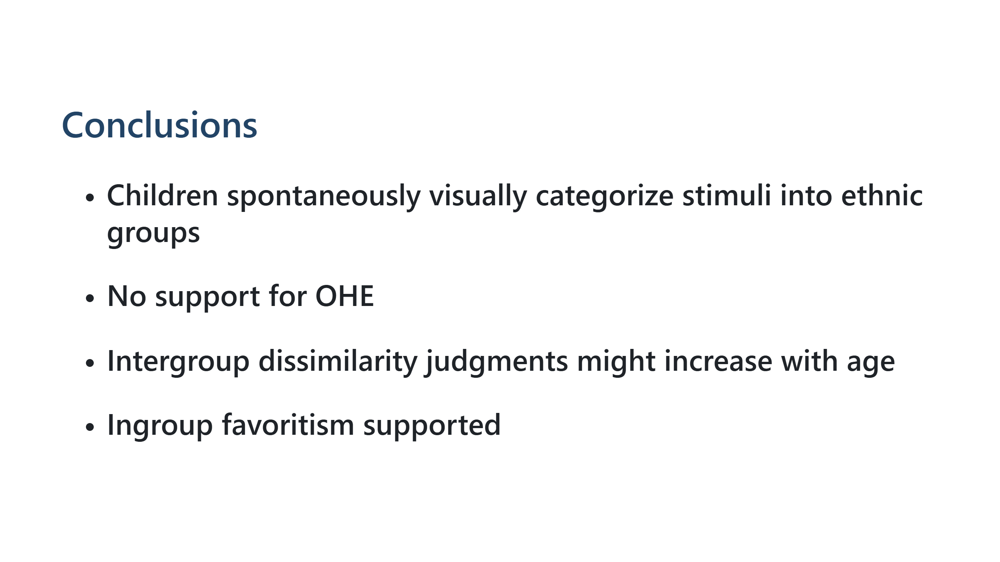 Conclusions
• Children spontaneously visually categorize stimuli into ethnic
groups
• No support for OHE
• Intergroup dissimilarity judgments might increase with age
• Ingroup favoritism supported